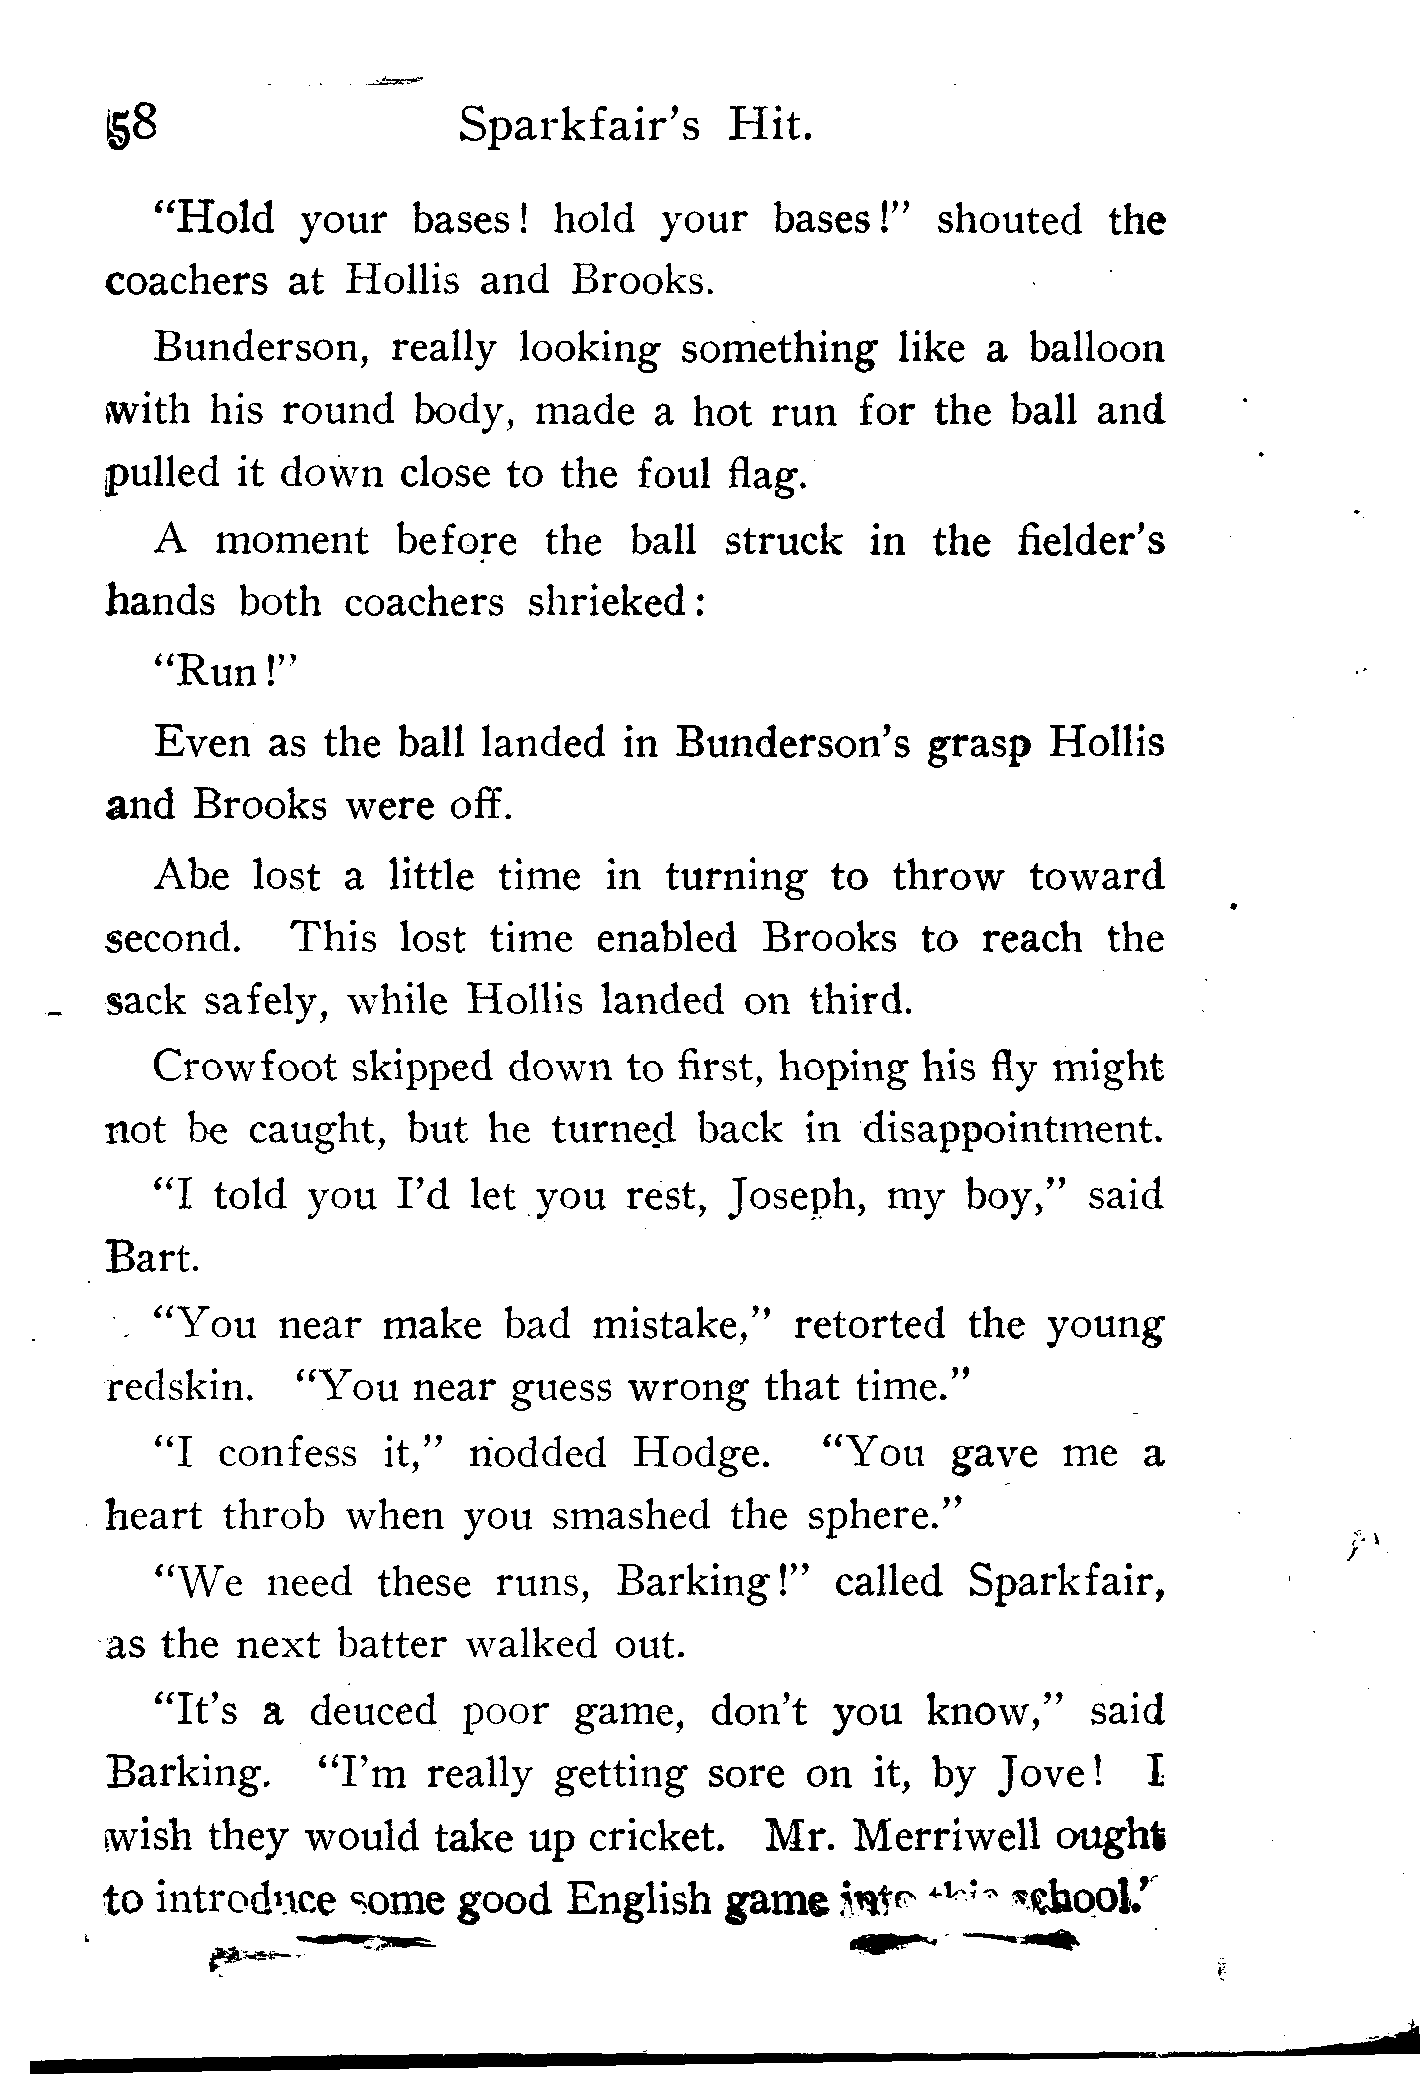 58 Sparkfair's Hit.
"Hold your bases! hold your bases!" shouted the
coachers at Hollis and Brooks.
Bunderson, really looking something like a balloon
with his round body, made a hot run for the ball and
pulled it down close to the foul flag.
A moment before the ball struck in the fielder's
hands both coachers shrieked:
"Run!"
Even as the ball landed in Bunderson's grasp Hollis
and Brooks were off.
Abe lost a little time in turning to throw toward
second. This lost time enabled Brooks to reach the
sack safely, while Hollis landed on third.
Crowfoot skipped down to first, hoping his fly might
not be caught, but he turned back in disappointment.
"I told you I'd let you rest, Joseph, my boy," said
Bart.
"You near make bad mistake," retorted the young
redskin. "You near guess wrong that time."
"I confess it," nodded Hodge. "You gave me a
heart throb when you smashed the sphere."
"We need these runs, Barking!" called Sparkfair,
as the next batter walked out.
"It's a deuced poor game, don't you know," said
Barking. "I'm really getting sore on it, by Jove! I
wish they would take up cricket. Mr. Merriwell ought
to introduce some good English game into this school."